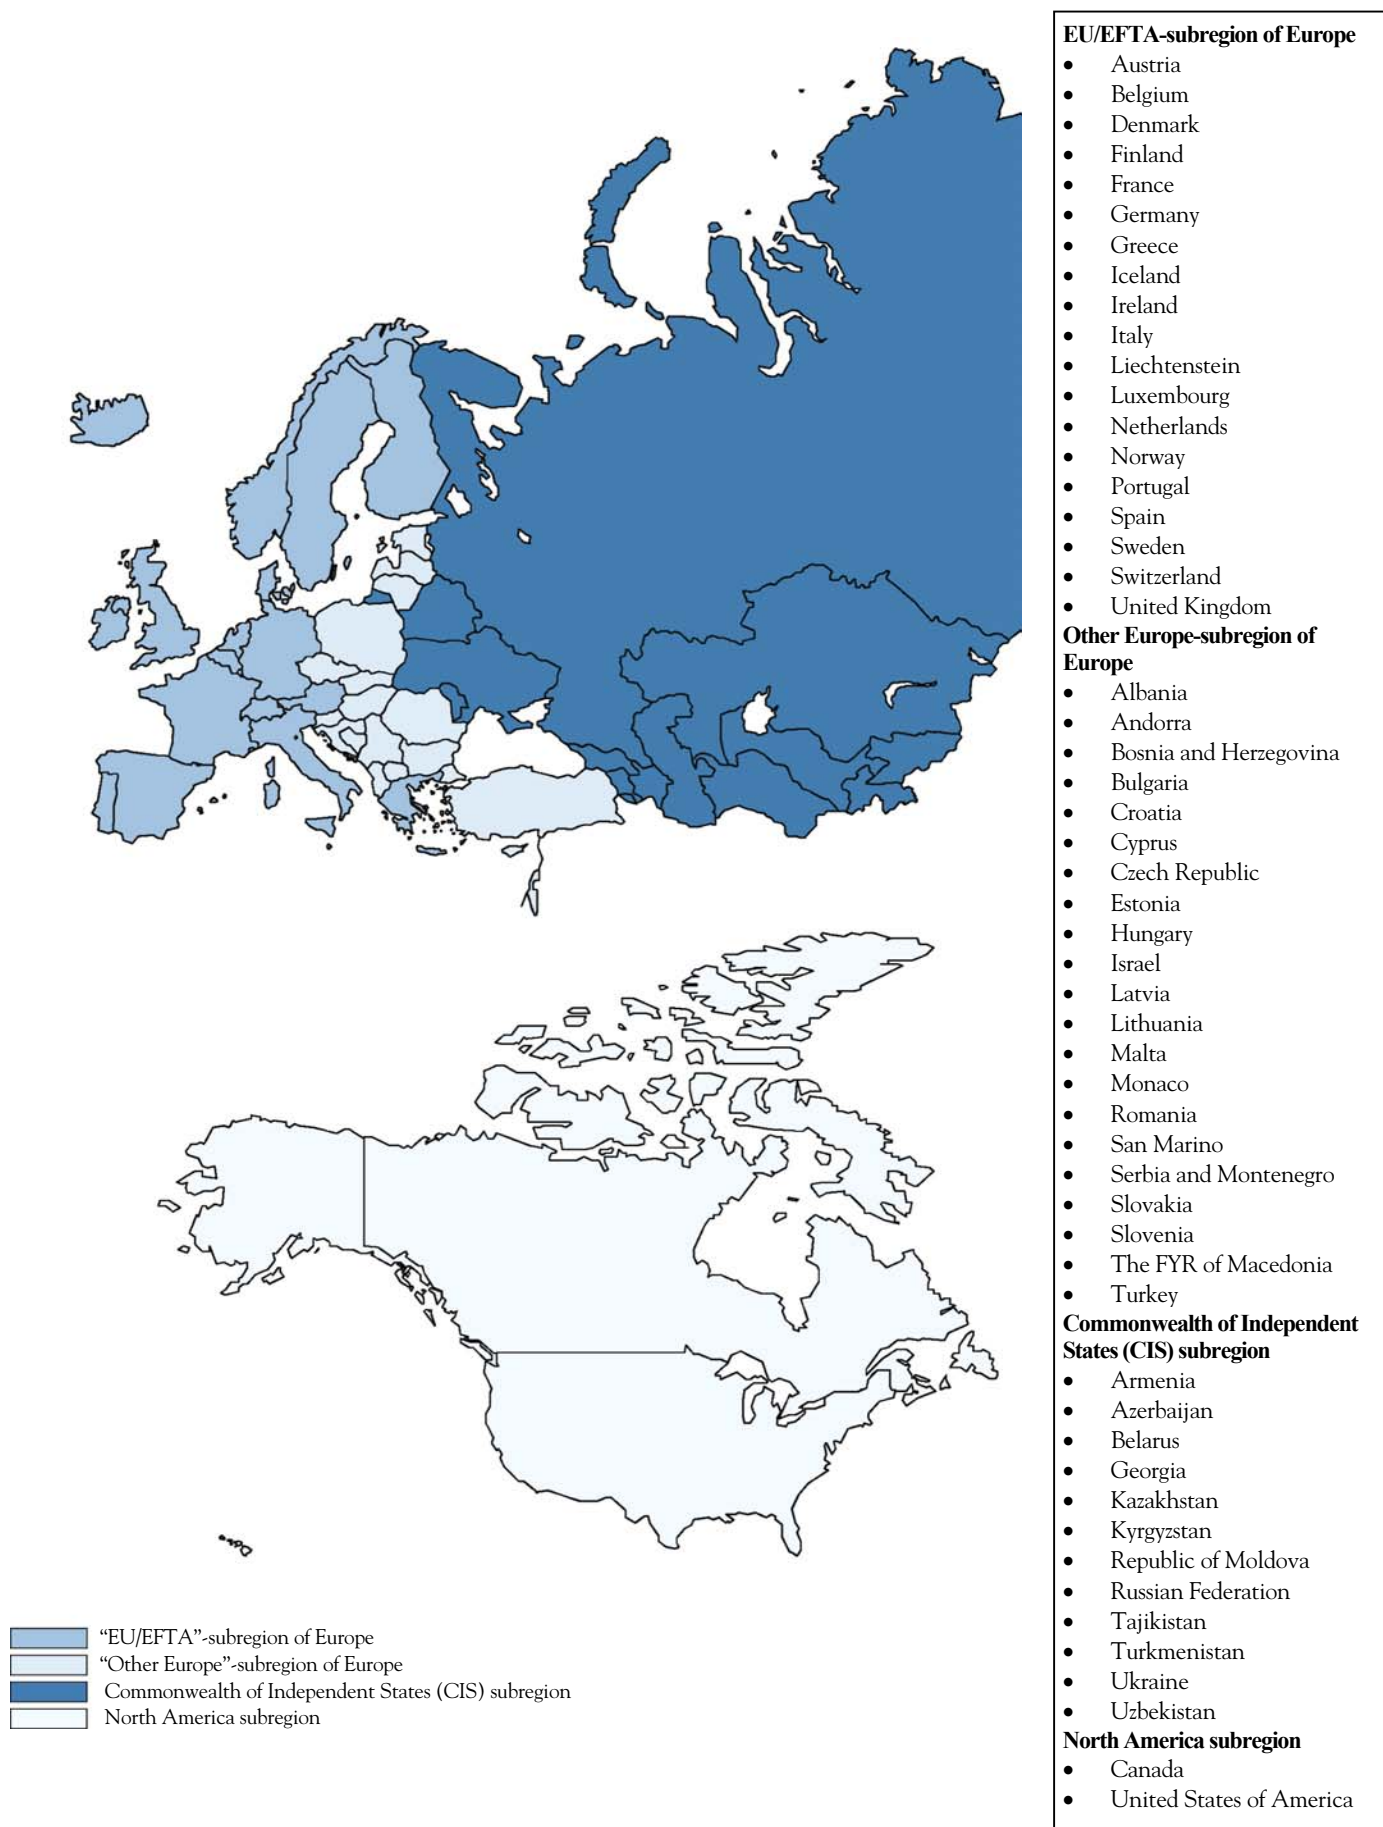 EU/EFTA-subregion of Europe
• Austria
• Belgium
• Denmark
• Finland
• France
• Germany
• Greece
• Iceland
• Ireland
• Italy
• Liechtenstein
• Luxembourg
• Netherlands
• Norway
• Portugal
• Spain
• Sweden
• Switzerland
• United Kingdom
Other Europe-subregion of
Europe
• Albania
• Andorra
• Bosnia and Herzegovina
• Bulgaria
• Croatia
• Cyprus
• Czech Republic
• Estonia
• Hungary
• Israel
• Latvia
• Lithuania
• Malta
• Monaco
• Romania
• San Marino
• Serbia and Montenegro
• Slovakia
• Slovenia
• The FYR of Macedonia
• Turkey
Commonwealth of Independent
States (CIS) subregion
• Armenia
• Azerbaijan
• Belarus
• Georgia
• Kazakhstan
• Kyrgyzstan
• Republic of Moldova
• Russian Federation
• Tajikistan
• Turkmenistan
• Ukraine
• Uzbekistan
North America subregion
• Canada
• United States of America
“EU/EFTA”-subregion of Europe
“Other Europe”-subregion of Europe
Commonwealth of Independent States (CIS) subregion
North America subregion